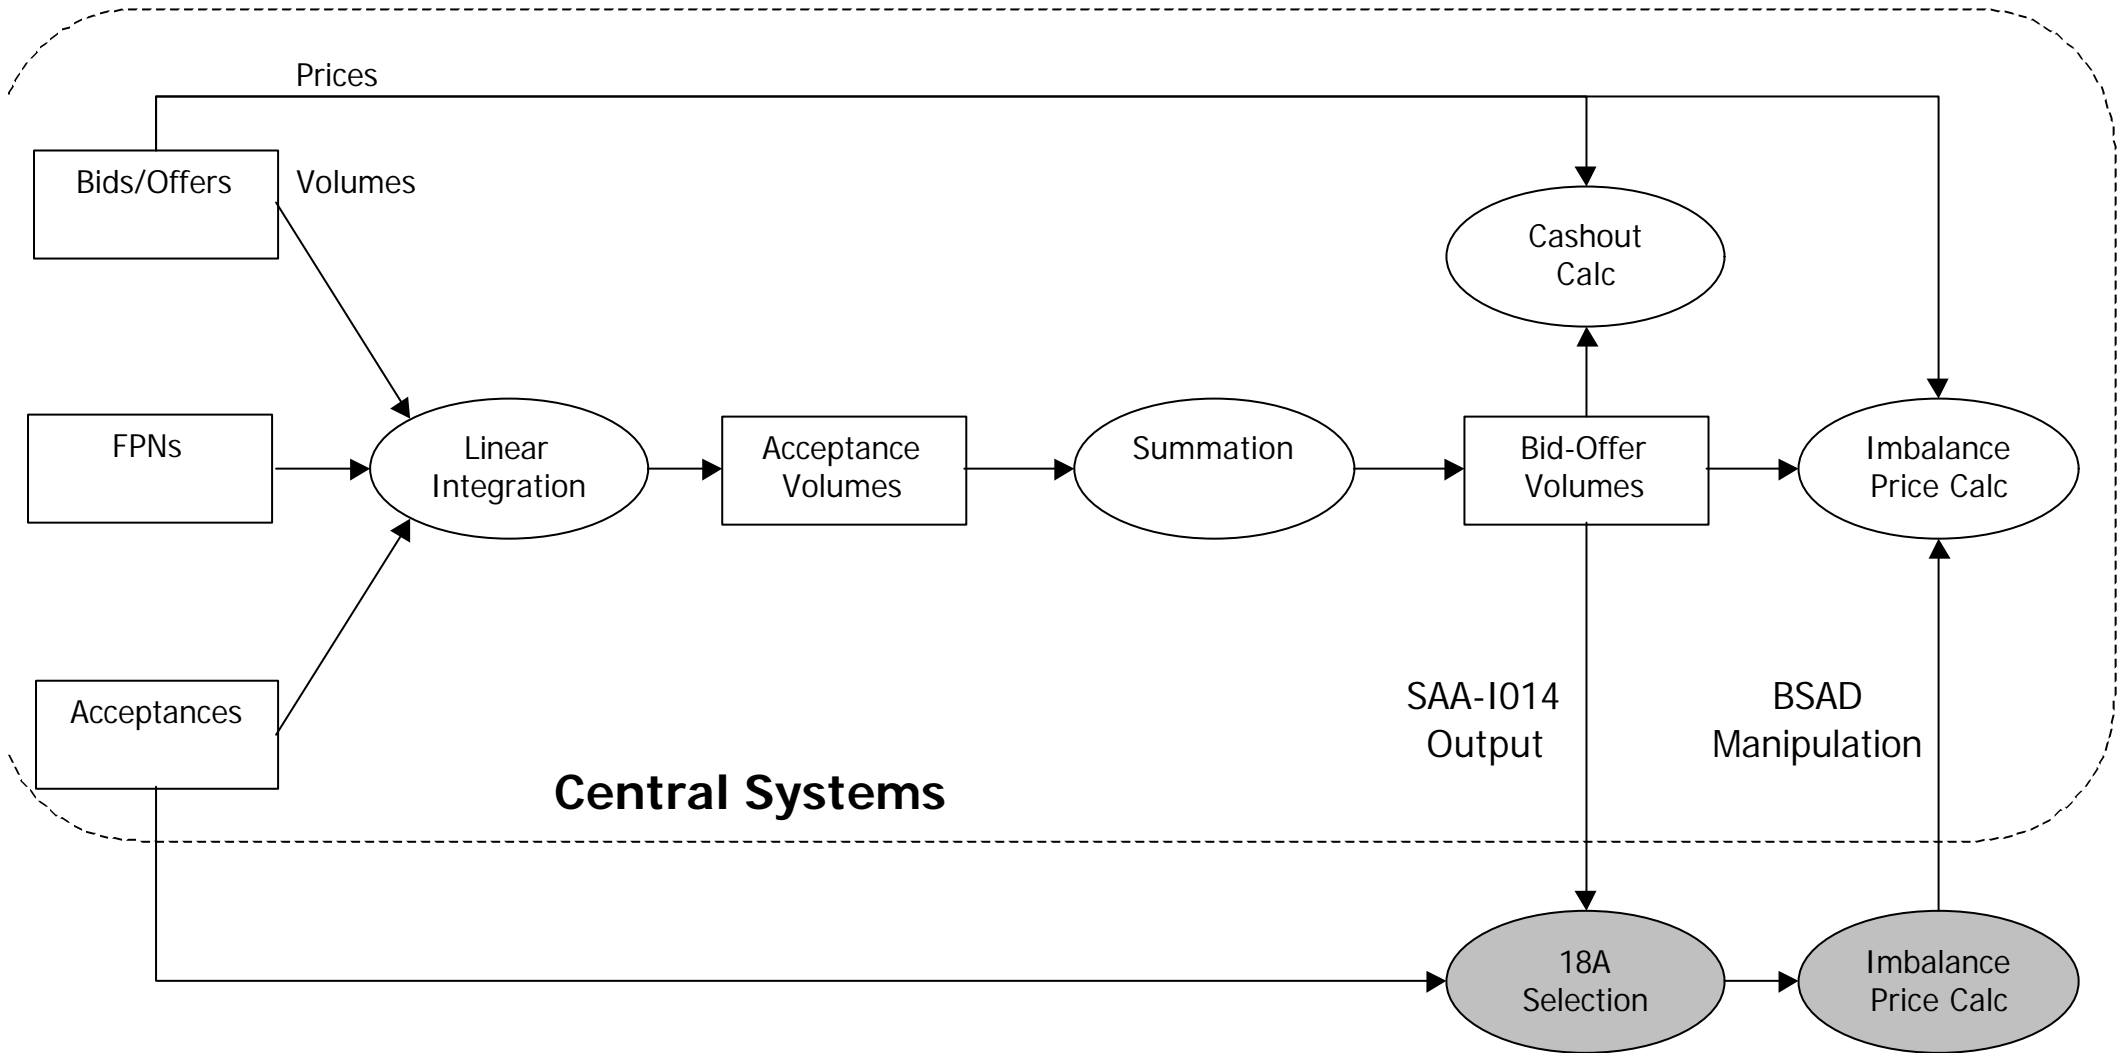 Prices
Bids/Offers
Volumes
Cashout
Calc
FPNs
Linear
Integration
Acceptance
Volumes
Summation
Bid-Offer
Volumes
Imbalance
Price Calc
Acceptances
SAA-I014
Output
BSAD
Manipulation
Central Systems
18A
Selection
Imbalance
Price Calc